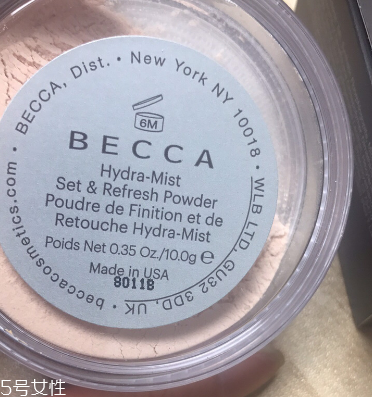 beccacosmetics.com • BECCA, Dist. • New York NY 10018 • WLB LTD, GU32 3DD, UK •
6M
BECCA
Hydra-Mist
Set & Refresh Powder
Poudre de Finition et de
Retouche Hydra-Mist
Poids Net 0.35 Oz./10.0g ℮
Made in USA
8011B
5号女性